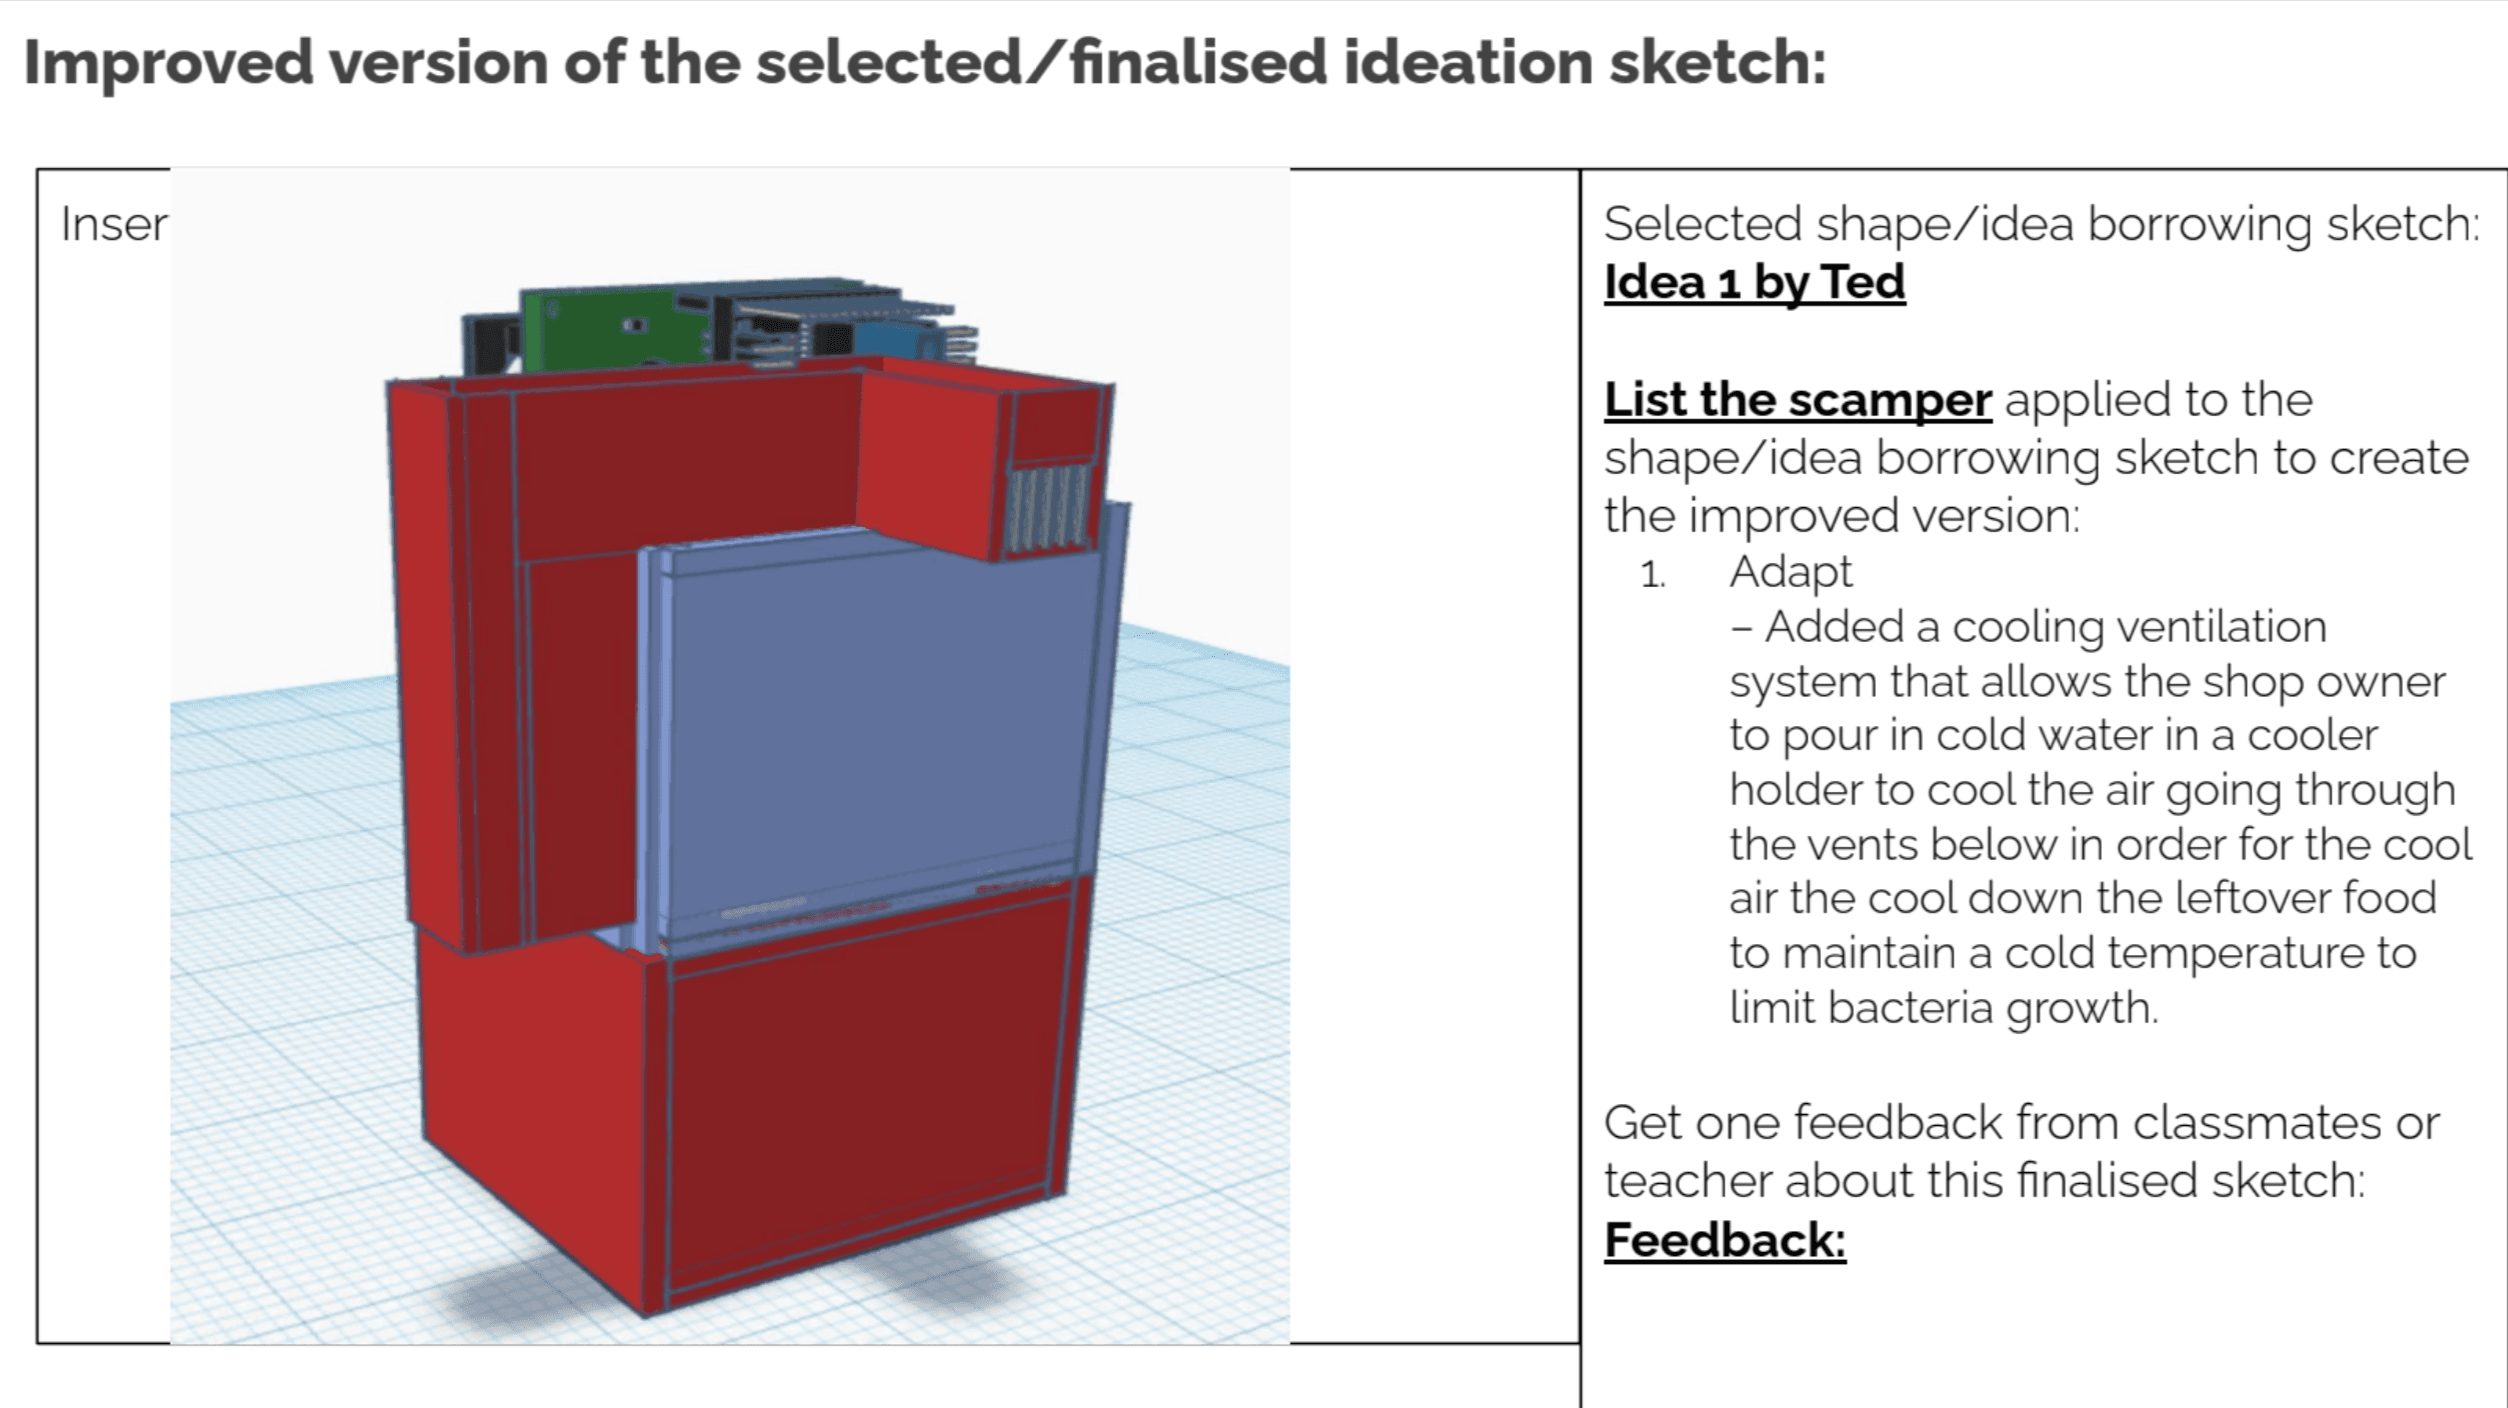 Improved version of the selected/finalised ideation sketch:
Inser
Selected shape/idea borrowing sketch:
Idea 1 by Ted
List the scamper applied to the
shape/idea borrowing sketch to create
the improved version:
1. Adapt
– Added a cooling ventilation
system that allows the shop owner
to pour in cold water in a cooler
holder to cool the air going through
the vents below in order for the cool
air the cool down the leftover food
to maintain a cold temperature to
limit bacteria growth.
Get one feedback from classmates or
teacher about this finalised sketch:
Feedback: